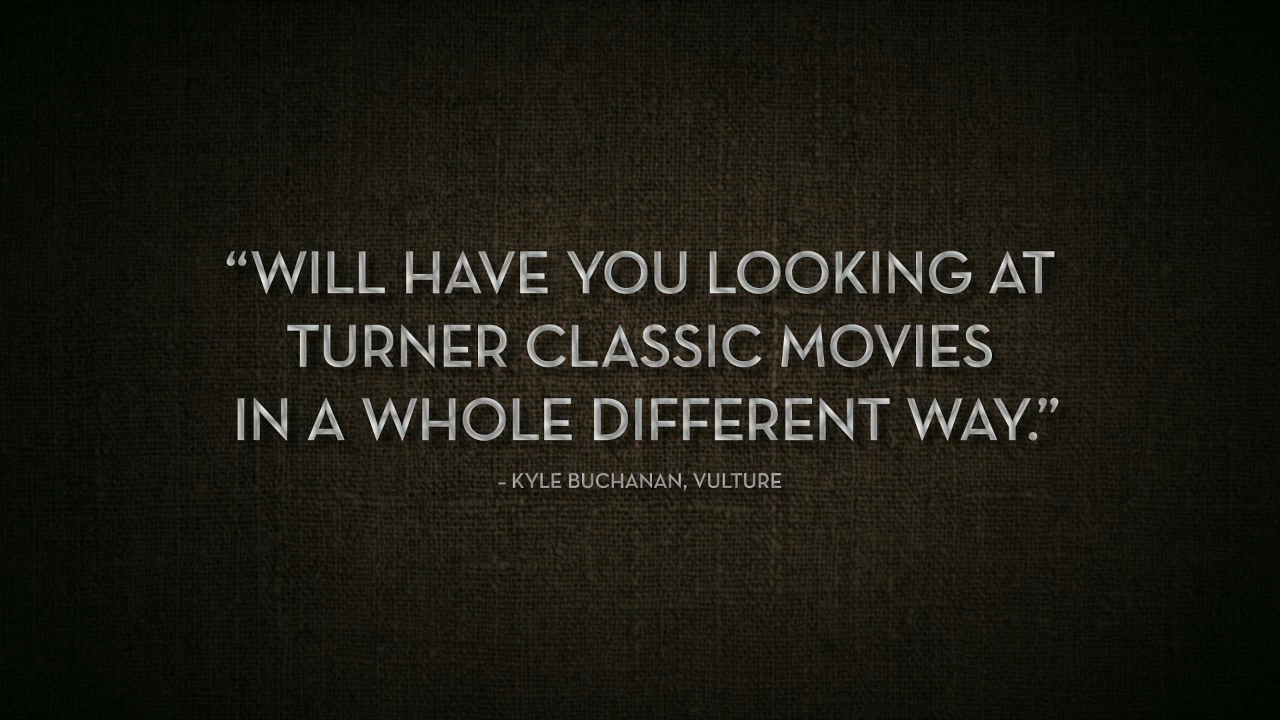 “WILL HAVE YOU LOOKING AT
TURNER CLASSIC MOVIES
IN A WHOLE DIFFERENT WAY.”
- KYLE BUCHANAN, VULTURE